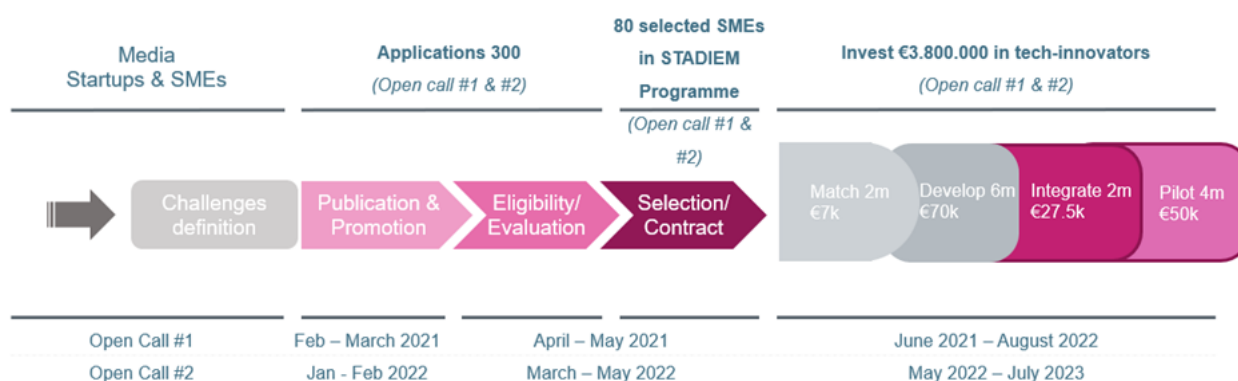 Media
Startups & SMEs
Applications 300
(Open call #1 & #2)
80 selected SMEs
in STADIEM
Programme
(Open call #1 &
#2)
Invest €3.800.000 in tech-innovators
(Open call #1 & #2)
Challenges
definition
Publication &
Promotion
Eligibility/
Evaluation
Selection/
Contract
Match 2m
€7k
Develop 6m
€70k
Integrate 2m
€27.5k
Pilot 4m
€50k
Open Call #1 Feb – March 2021 April – May 2021 June 2021 – August 2022
Open Call #2 Jan - Feb 2022 March – May 2022 May 2022 – July 2023